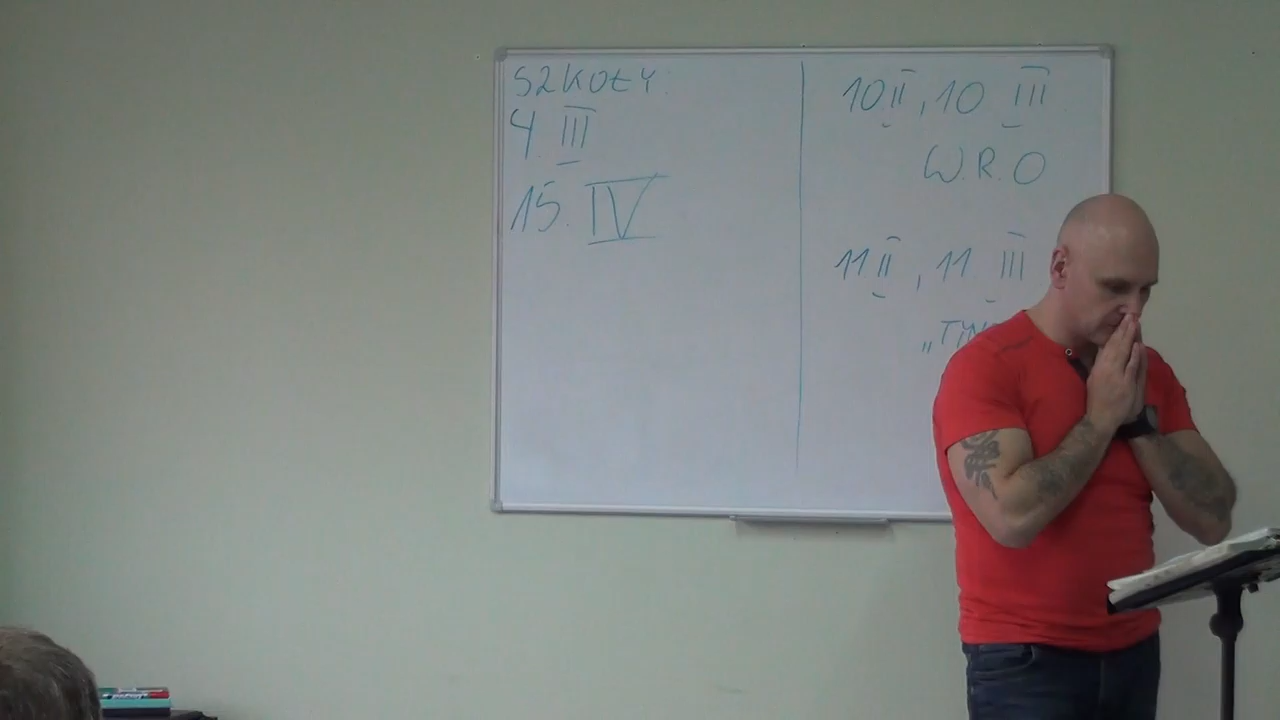 SZKOŁY:
4. III
15. IV
10 II, 10 III
W.R.O
11. II, 11. III